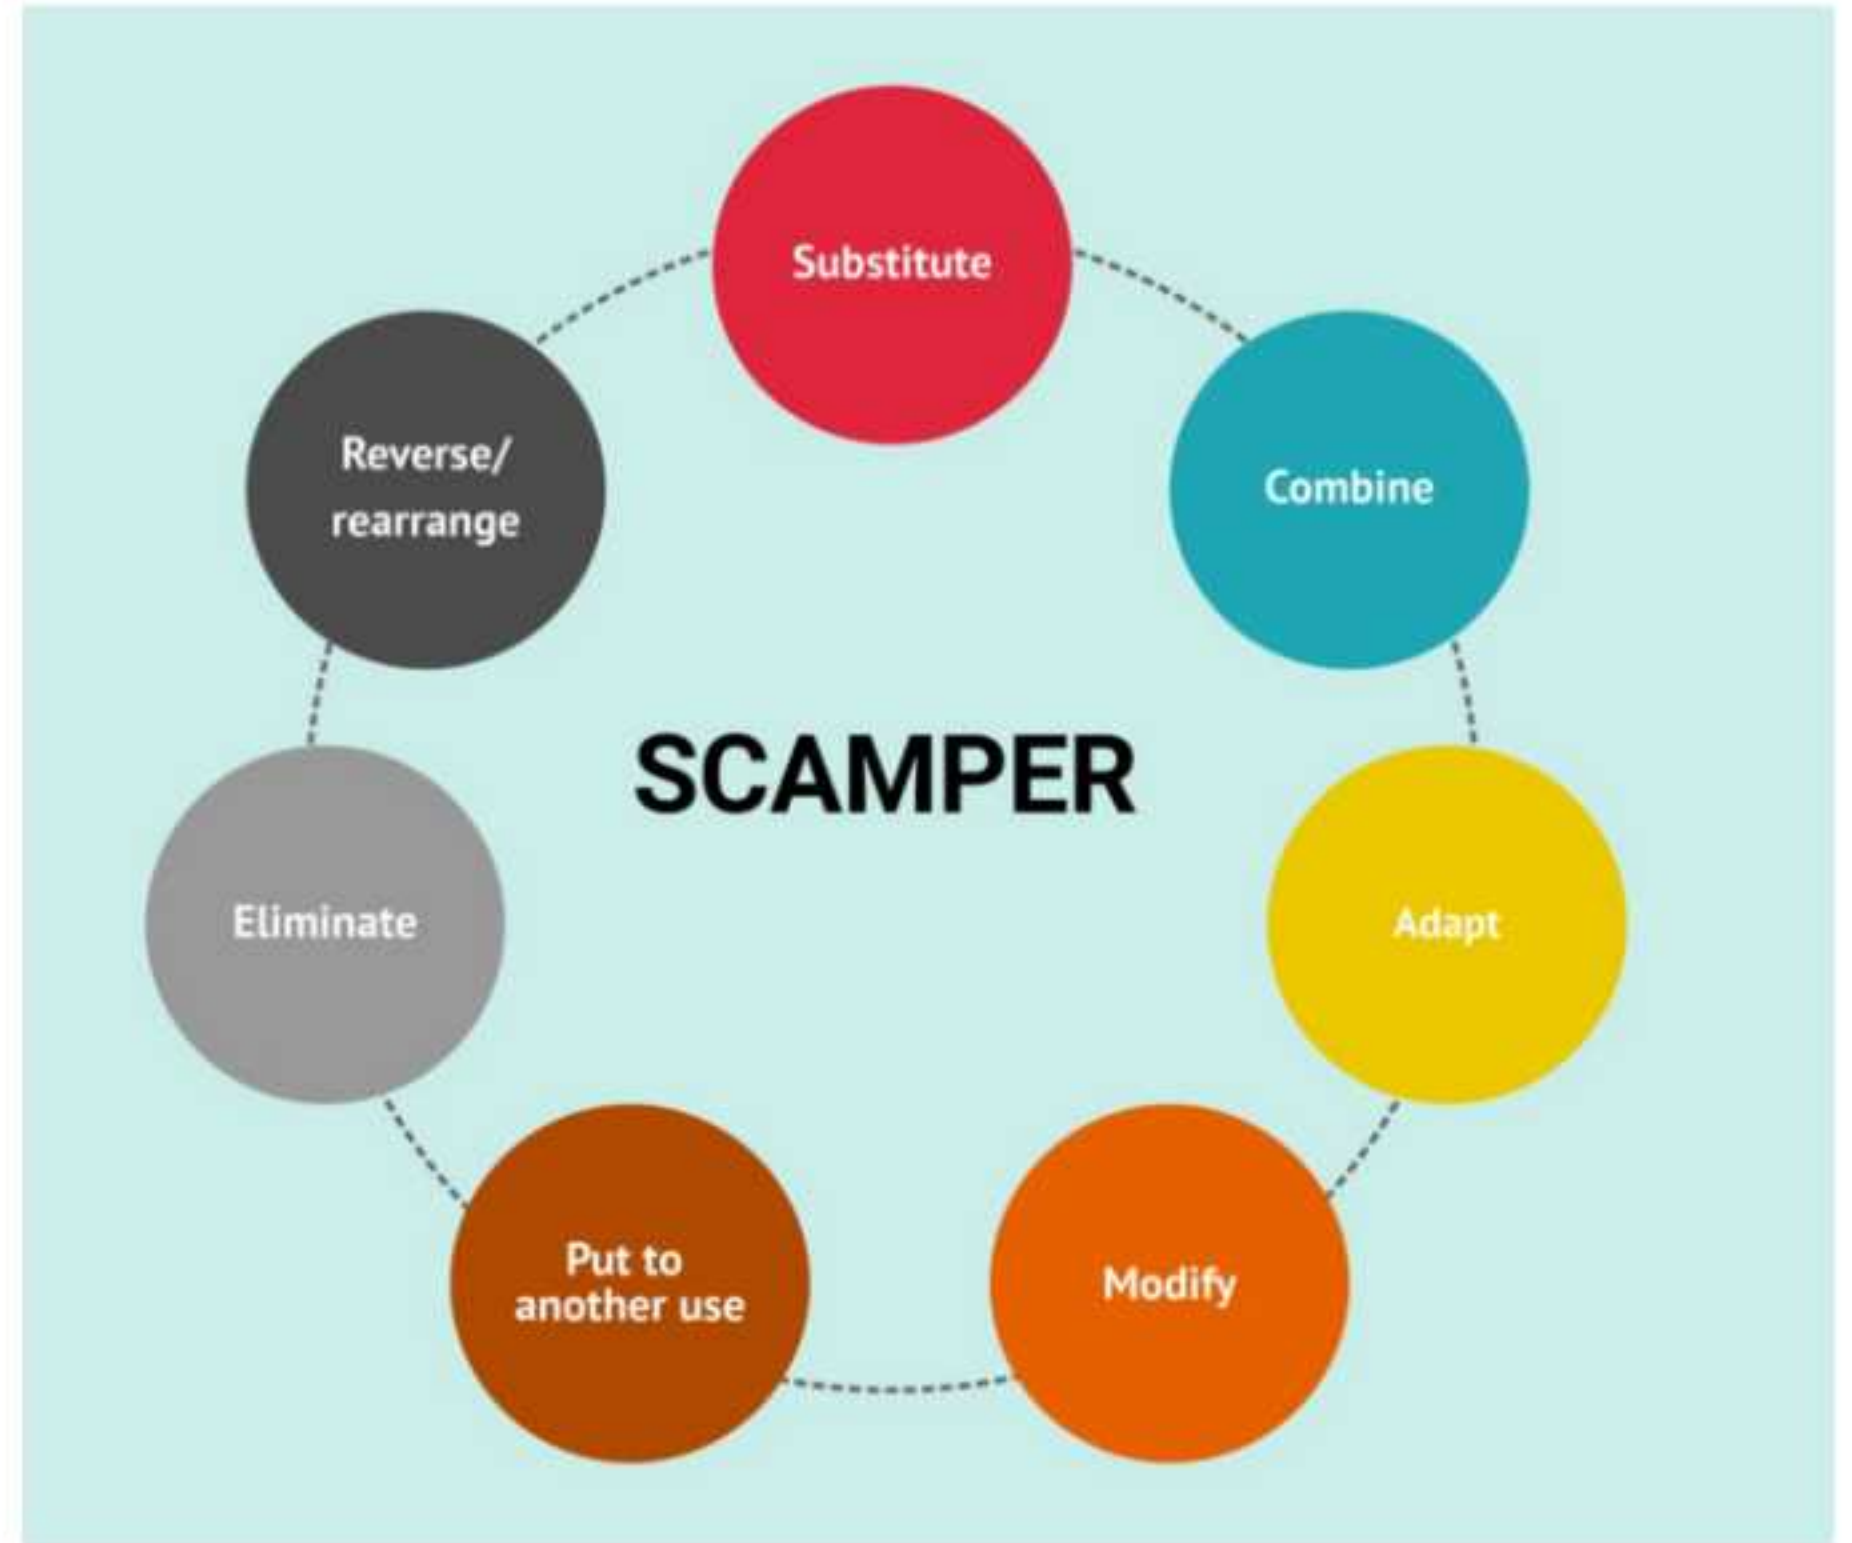 Substitute
Combine
Adapt
Modify
Put to
another use
Eliminate
Reverse/
rearrange
SCAMPER